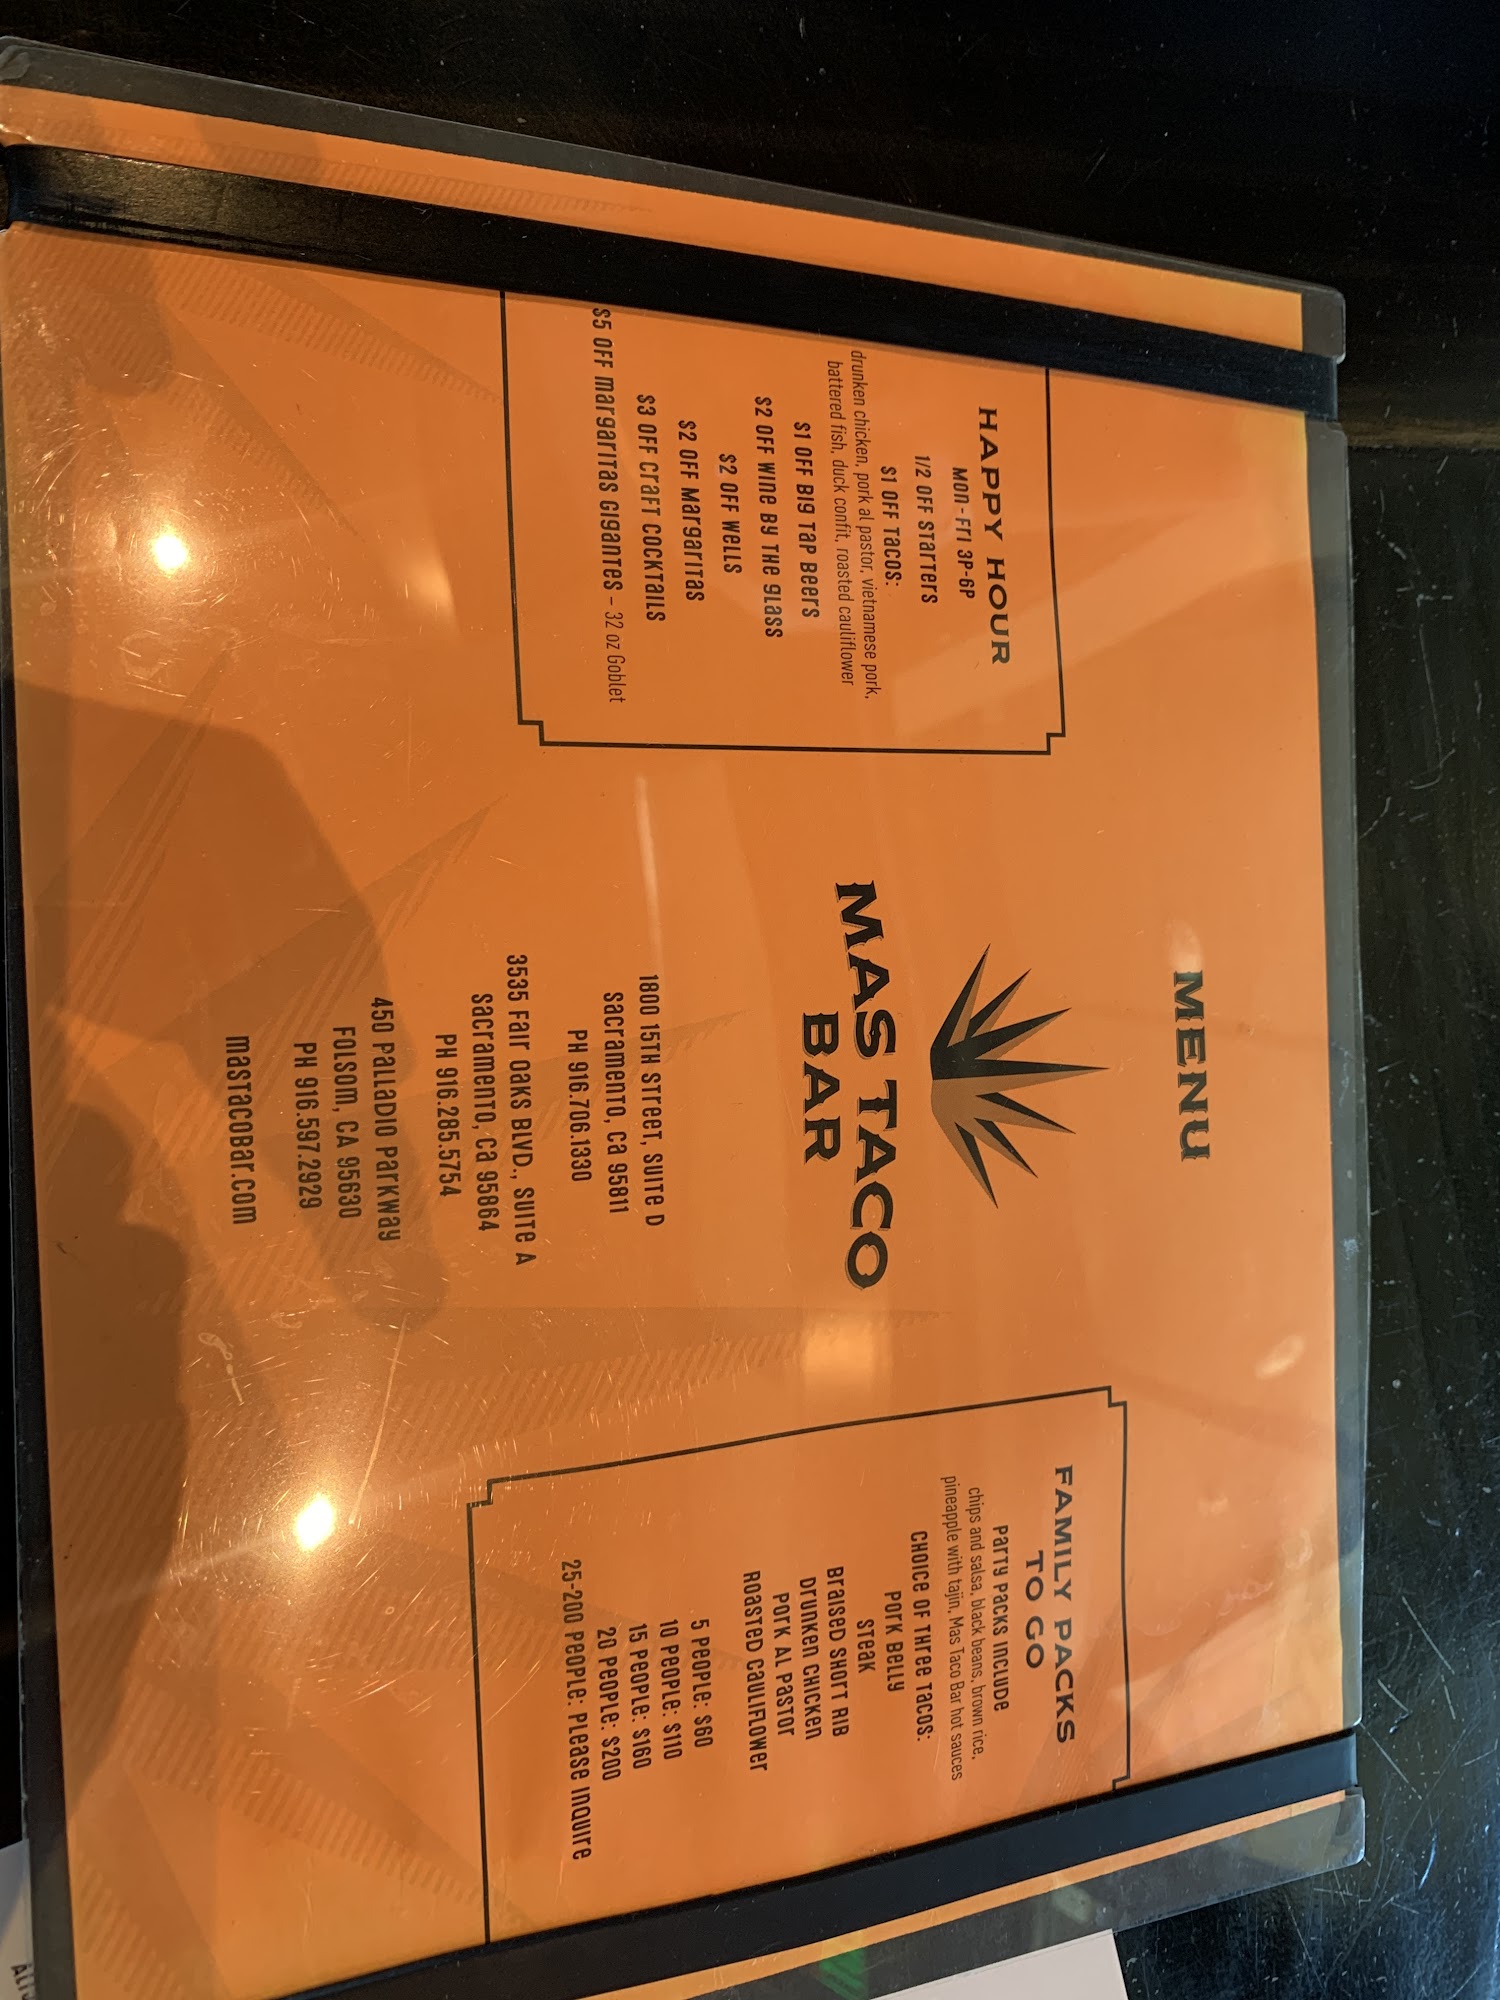 MENU
MAS TACO
BAR
1800 15TH STREET, SUITE D
SACRAMENTO, CA 95811
PH 916.706.1330
3535 FAIR OAKS BLVD., SUITE A
SACRAMENTO, CA 95864
PH 916.285.5754
450 PALLADIO PARKWAY
FOLSOM, CA 95630
PH 916.597.2929
MASTACOBAR.COM
HAPPY HOUR
MON-FRI 3P-6P
1/2 OFF STARTERS
$1 OFF TACOS:
drunken chicken, pork al pastor, vietnamese pork,
battered fish, duck confit, roasted cauliflower
$1 OFF BIG TAP BEERS
$2 OFF WINE BY THE GLASS
$2 OFF WELLS
$2 OFF MARGARITAS
$3 OFF CRAFT COCKTAILS
$5 OFF MARGARITAS GIGANTES - 32 oz Goblet
FAMILY PACKS
TO GO
PARTY PACKS INCLUDE
chips and salsa, black beans, brown rice,
pineapple with tajin, Mas Taco Bar hot sauces
CHOICE OF THREE TACOS:
PORK BELLY
STEAK
BRAISED SHORT RIB
DRUNKEN CHICKEN
PORK AL PASTOR
ROASTED CAULIFLOWER
5 PEOPLE: $60
10 PEOPLE: $110
15 PEOPLE: $160
20 PEOPLE: $200
25-200 PEOPLE: PLEASE INQUIRE